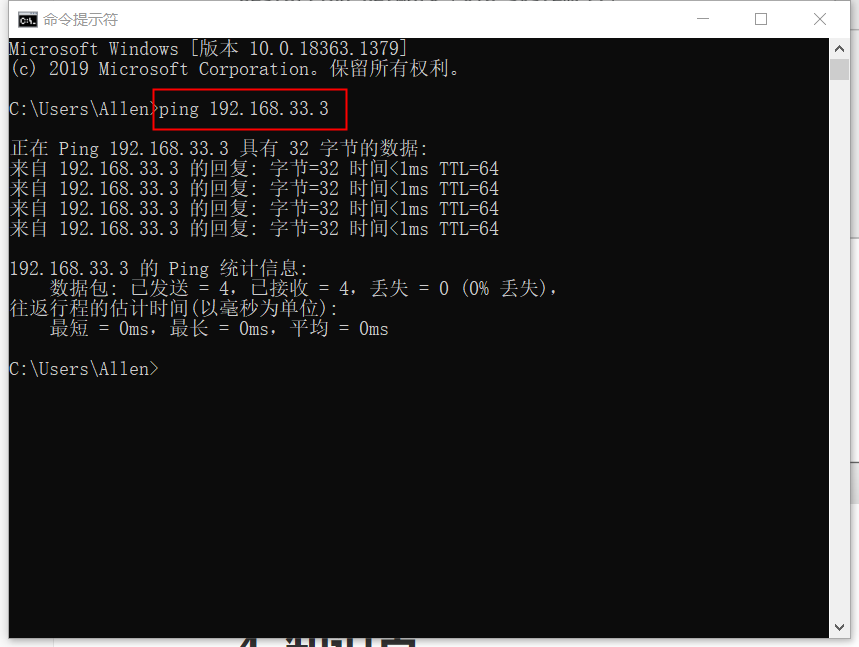 命令提示符
Microsoft Windows [版本 10.0.18363.1379]
(c) 2019 Microsoft Corporation。保留所有权利。
C:\Users\Allen>ping 192.168.33.3
正在 Ping 192.168.33.3 具有 32 字节的数据:
来自 192.168.33.3 的回复: 字节=32 时间<1ms TTL=64
来自 192.168.33.3 的回复: 字节=32 时间<1ms TTL=64
来自 192.168.33.3 的回复: 字节=32 时间<1ms TTL=64
来自 192.168.33.3 的回复: 字节=32 时间<1ms TTL=64
192.168.33.3 的 Ping 统计信息:
数据包: 已发送 = 4，已接收 = 4，丢失 = 0 (0% 丢失)，
往返行程的估计时间(以毫秒为单位):
最短 = 0ms，最长 = 0ms，平均 = 0ms
C:\Users\Allen>